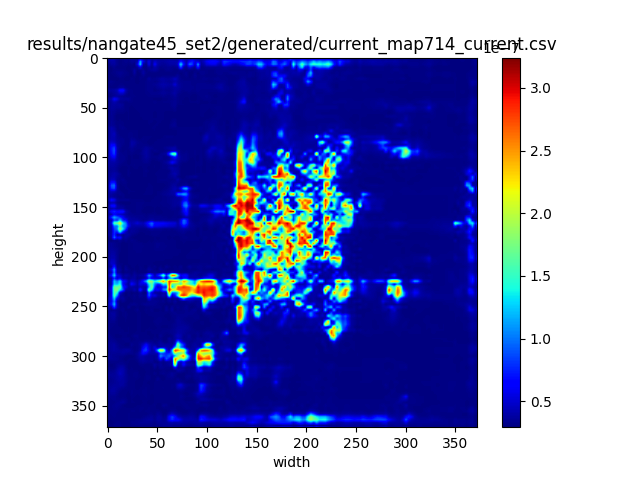 results/nangate45_set2/generated/current_map714_current.csv
1e−7
0
50
100
150
200
250
300
350
height
0 50 100 150 200 250 300 350
width
3.0
2.5
2.0
1.5
1.0
0.5